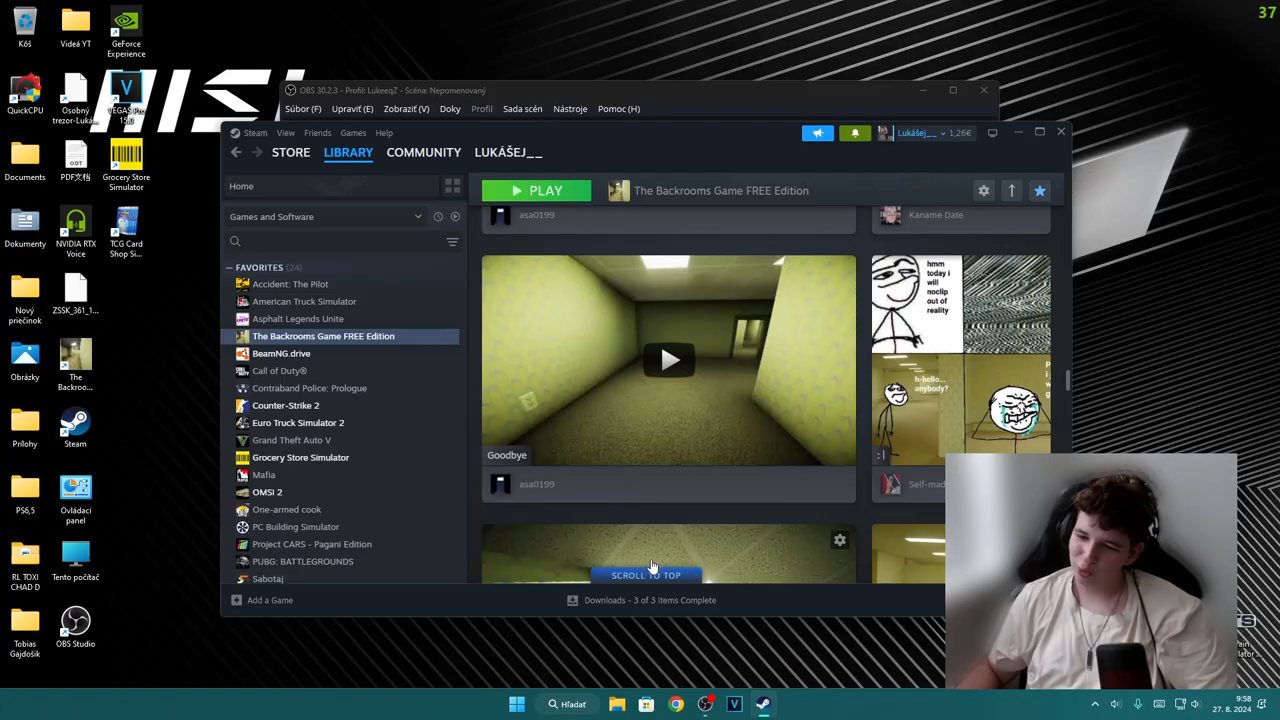 37
Kôš
Videá YT
GeForce
Experience
QuickCPU
Osobný
trezor-Luká...
VEGAS Pro
15.0
Documents
PDF文档
Grocery Store
Simulator
Dokumenty
NVIDIA RTX
Voice
TCG Card
Shop Si...
Nový
priečinok
ZSSK_361_1...
Obrázky
The
Backroo...
Prílohy
Steam
PS6,5
Ovládací
panel
RL TOXI
CHAD D
Tento počítač
Tobias
Gajdošik
OBS Studio
OBS 30.2.3 - Profil: LukeeqZ - Scéna: Nepomenovaný
Súbor (F)
Upraviť (E)
Zobraziť (V)
Doky
Profil
Sada scén
Nástroje
Pomoc (H)
Steam
View
Friends
Games
Help
Lukášej__
1,26€
STORE
LIBRARY
COMMUNITY
LUKÁŠEJ__
Home
Games and Software
FAVORITES (24)
Accident: The Pilot
American Truck Simulator
Asphalt Legends Unite
The Backrooms Game FREE Edition
BeamNG.drive
Call of Duty®
Contraband Police: Prologue
Counter-Strike 2
Euro Truck Simulator 2
Grand Theft Auto V
Grocery Store Simulator
Mafia
OMSI 2
One-armed cook
PC Building Simulator
Project CARS - Pagani Edition
PUBG: BATTLEGROUNDS
Sabotaj
Add a Game
PLAY
The Backrooms Game FREE Edition
asa0199
Kaname Date
hmm
today i
will
noclip
out of
reality
h-hello...
anybody?
Goodbye
:|
asa0199
Self-mad
SCROLL TO TOP
Downloads - 3 of 3 Items Complete
Hľadať
9:58
27. 8. 2024